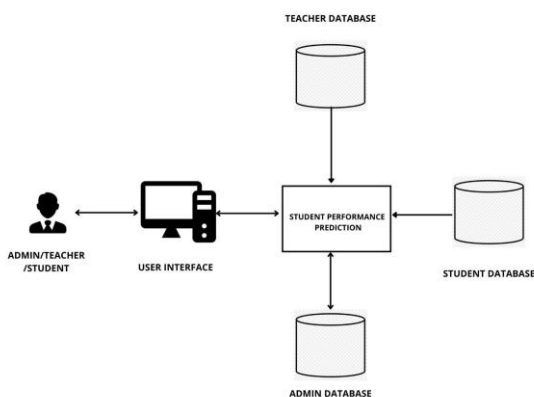 TEACHER DATABASE
STUDENT PERFORMANCE
PREDICTION
ADMIN/TEACHER
/STUDENT
USER INTERFACE
STUDENT DATABASE
ADMIN DATABASE